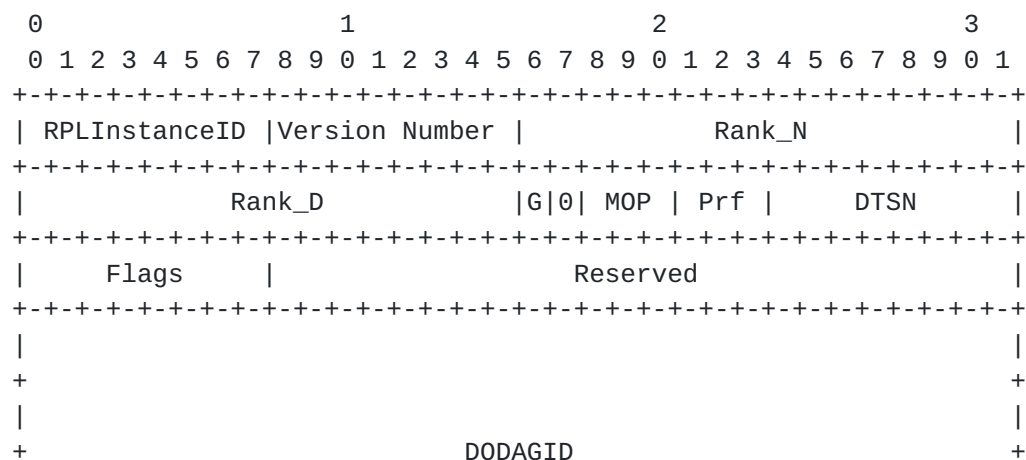 0                   1                   2                   3
 0 1 2 3 4 5 6 7 8 9 0 1 2 3 4 5 6 7 8 9 0 1 2 3 4 5 6 7 8 9 0 1
+-+-+-+-+-+-+-+-+-+-+-+-+-+-+-+-+-+-+-+-+-+-+-+-+-+-+-+-+-+-+-+-+
| RPLInstanceID |Version Number |            Rank_N             |
+-+-+-+-+-+-+-+-+-+-+-+-+-+-+-+-+-+-+-+-+-+-+-+-+-+-+-+-+-+-+-+-+
|             Rank_D            |G|0| MOP | Prf |     DTSN      |
+-+-+-+-+-+-+-+-+-+-+-+-+-+-+-+-+-+-+-+-+-+-+-+-+-+-+-+-+-+-+-+-+
|     Flags     |                   Reserved                    |
+-+-+-+-+-+-+-+-+-+-+-+-+-+-+-+-+-+-+-+-+-+-+-+-+-+-+-+-+-+-+-+-+
|                                                               |
+                                                               +
|                                                               |
+                            DODAGID                            +